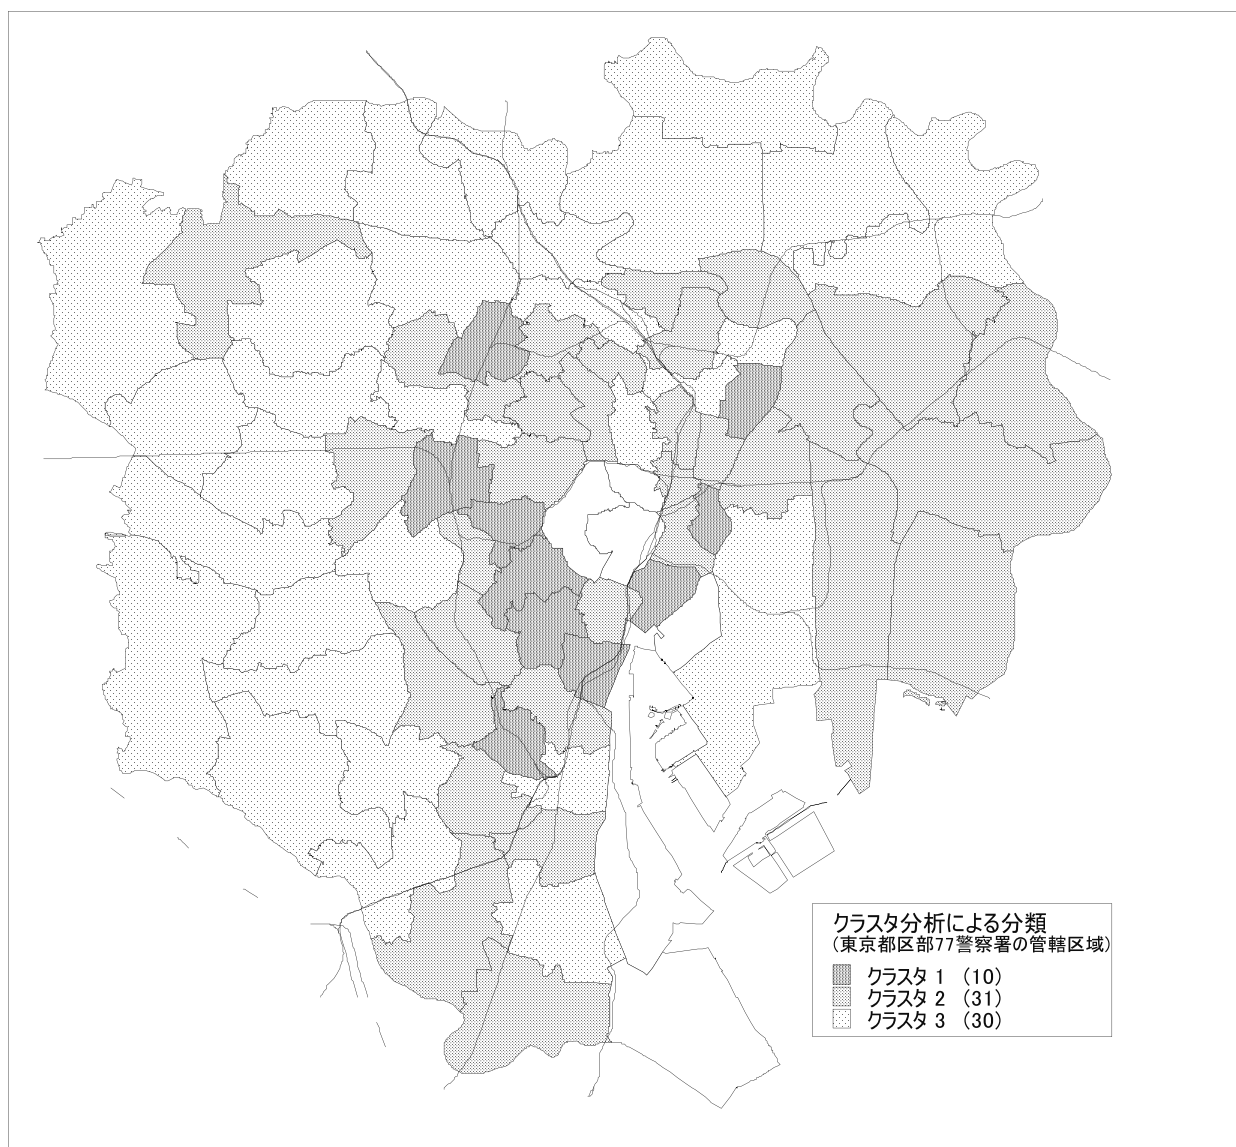 クラスタ分析による分類
(東京都区部77警察署の管轄区域)
クラスタ 1 (10)
クラスタ 2 (31)
クラスタ 3 (30)